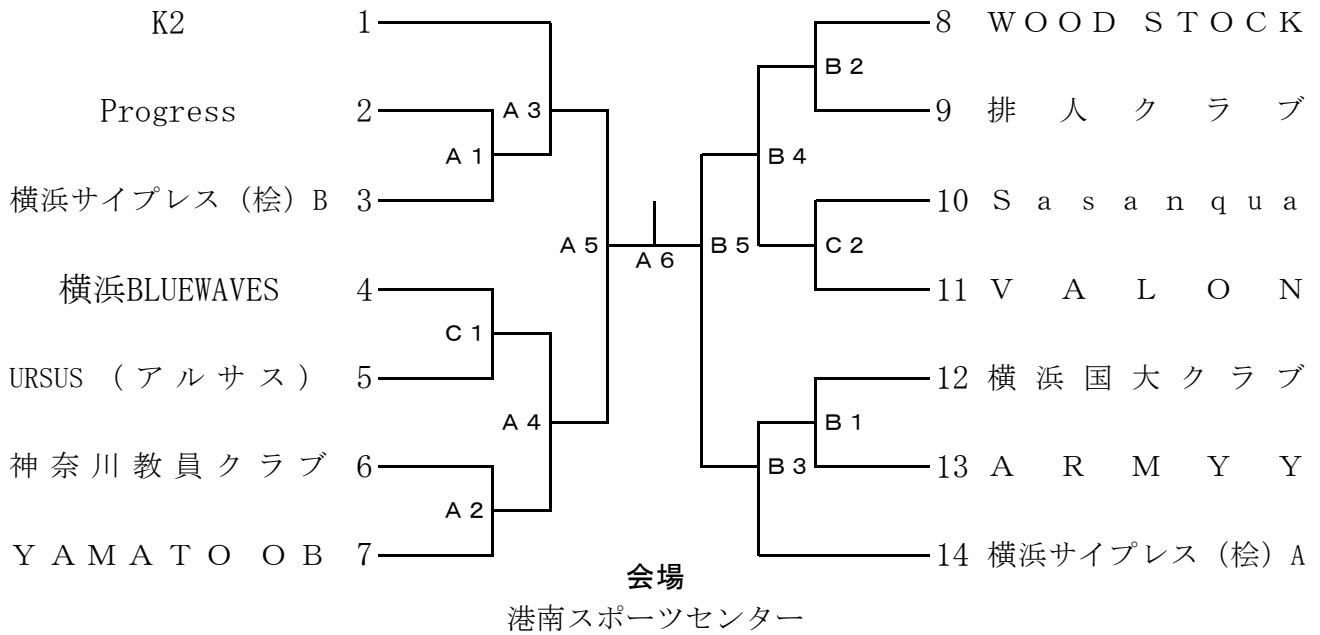 K2 1
Progress 2
横浜サイプレス（桧）B 3
横浜BLUEWAVES 4
URSUS （アルサス） 5
神奈川教員クラブ 6
ＹＡＭＡＴＯ ＯＢ 7
A1
C1
A2
A3
A4
A5
A6
B5
B4
B3
B2
C2
B1
8 ＷＯＯＤ ＳＴＯＣＫ
9 排人クラブ
10 Ｓａｓａｎｑｕａ
11 ＶＡＬＯＮ
12 横浜国大クラブ
13 ＡＲＭＹＹ
14 横浜サイプレス（桧）A
会場
港南スポーツセンター